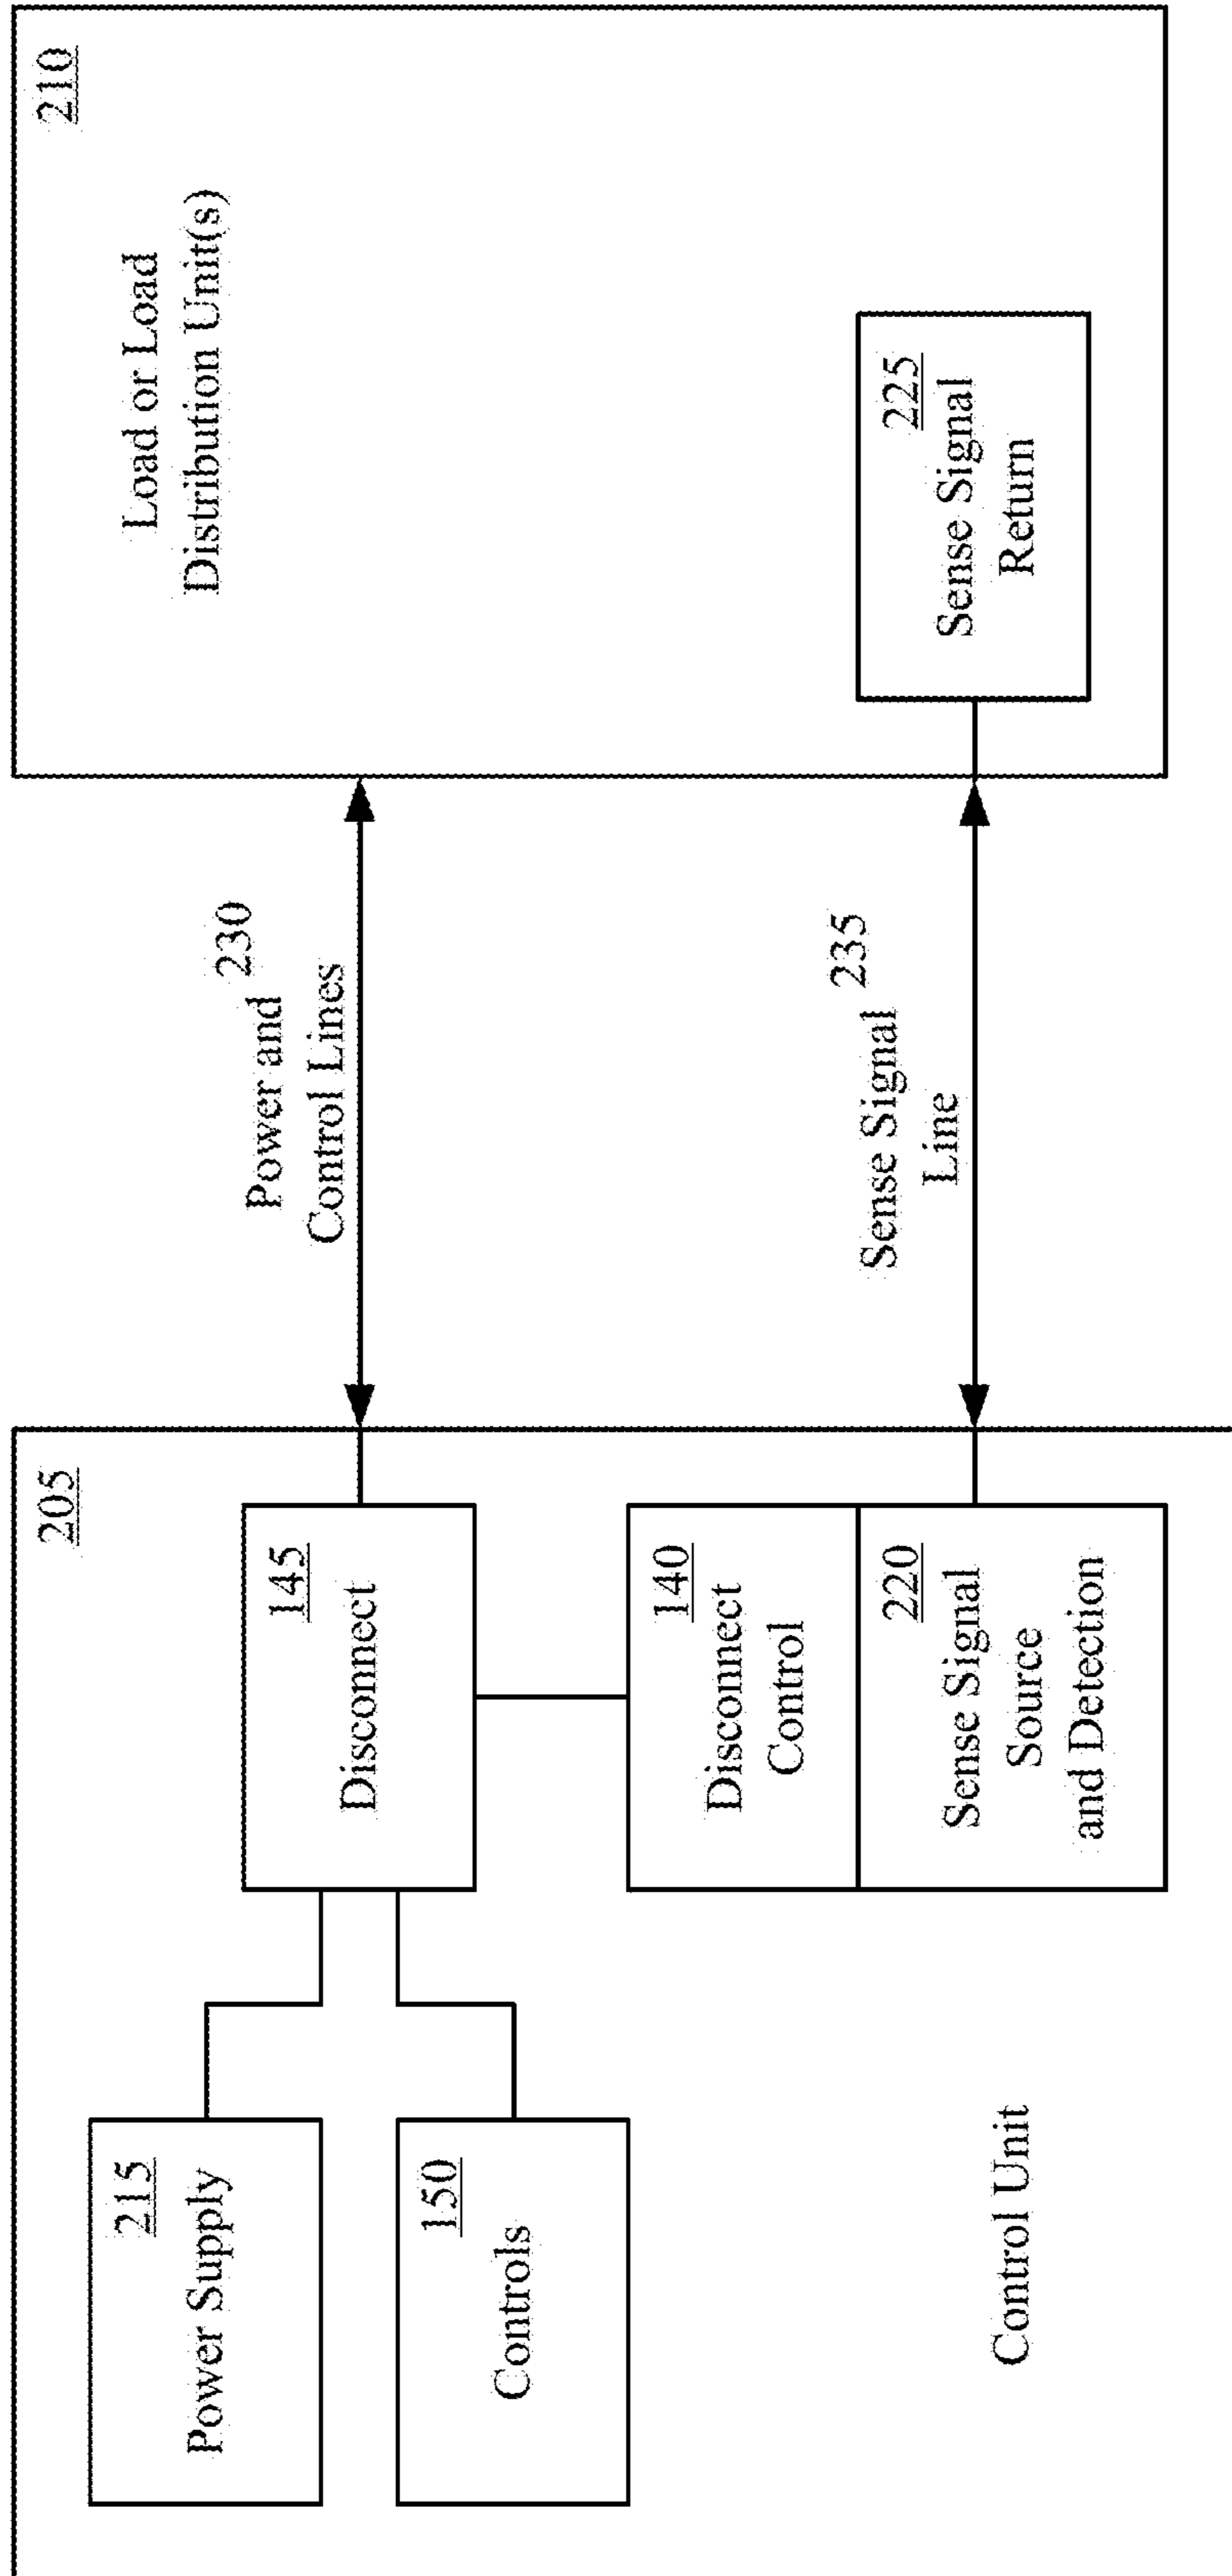 205
215
Power Supply
150
Controls
145
Disconnect
140
Disconnect
Control
220
Sense Signal
Source
and Detection
Control Unit
230
Power and
Control Lines
235
Sense Signal
Line
210
Load or Load
Distribution Unit(s)
225
Sense Signal
Return